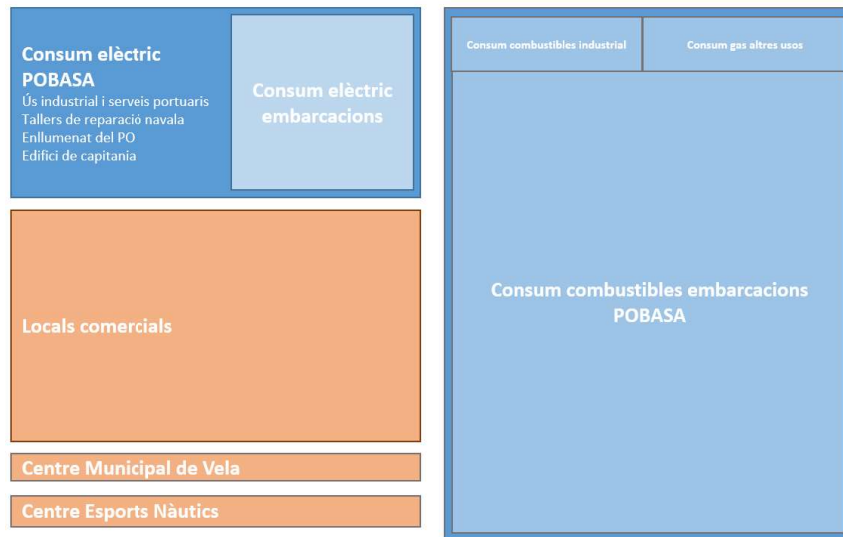 Consum elèctric
POBASA
Ús industrial i serveis portuaris
Tallers de reparació navala
Enllumenat del PO
Edifici de capitania
Consum elèctric
embarcacions
Locals comercials
Centre Municipal de Vela
Centre Esports Nàutics
Consum combustibles industrial
Consum gas altres usos
Consum combustibles embarcacions
POBASA